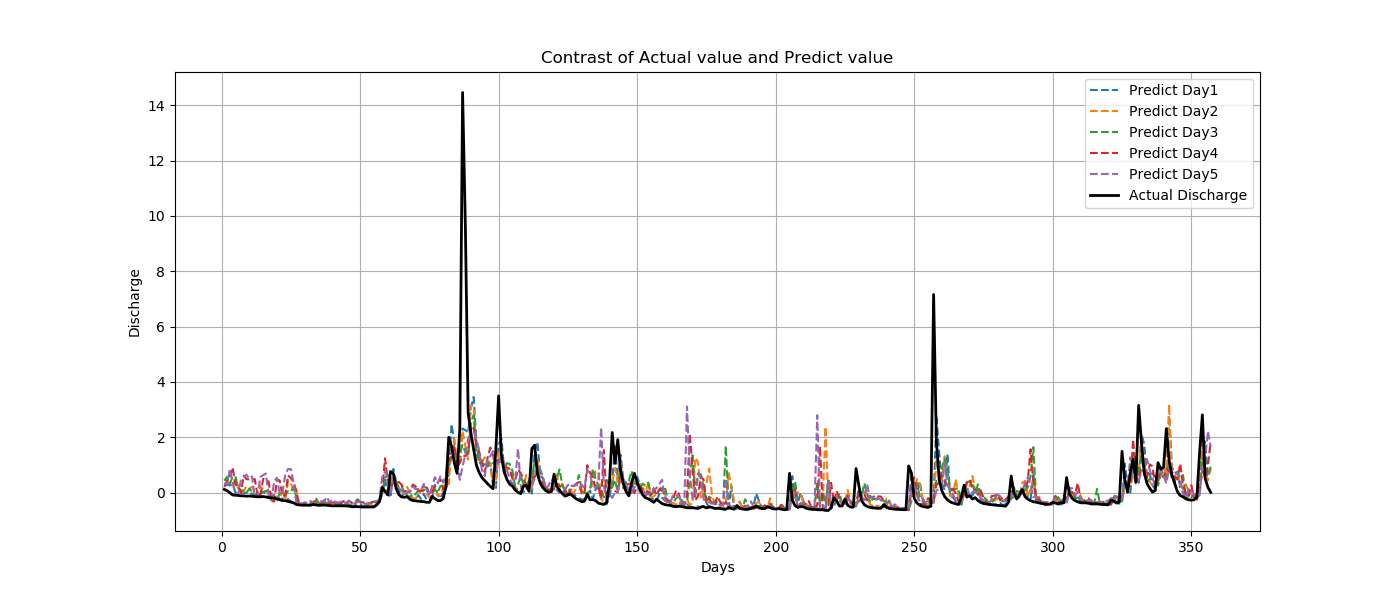 Contrast of Actual value and Predict value
14
12
10
8
6
4
2
0
Discharge
0 50 100 150 200 250 300 350
Days
Predict Day1
Predict Day2
Predict Day3
Predict Day4
Predict Day5
Actual Discharge